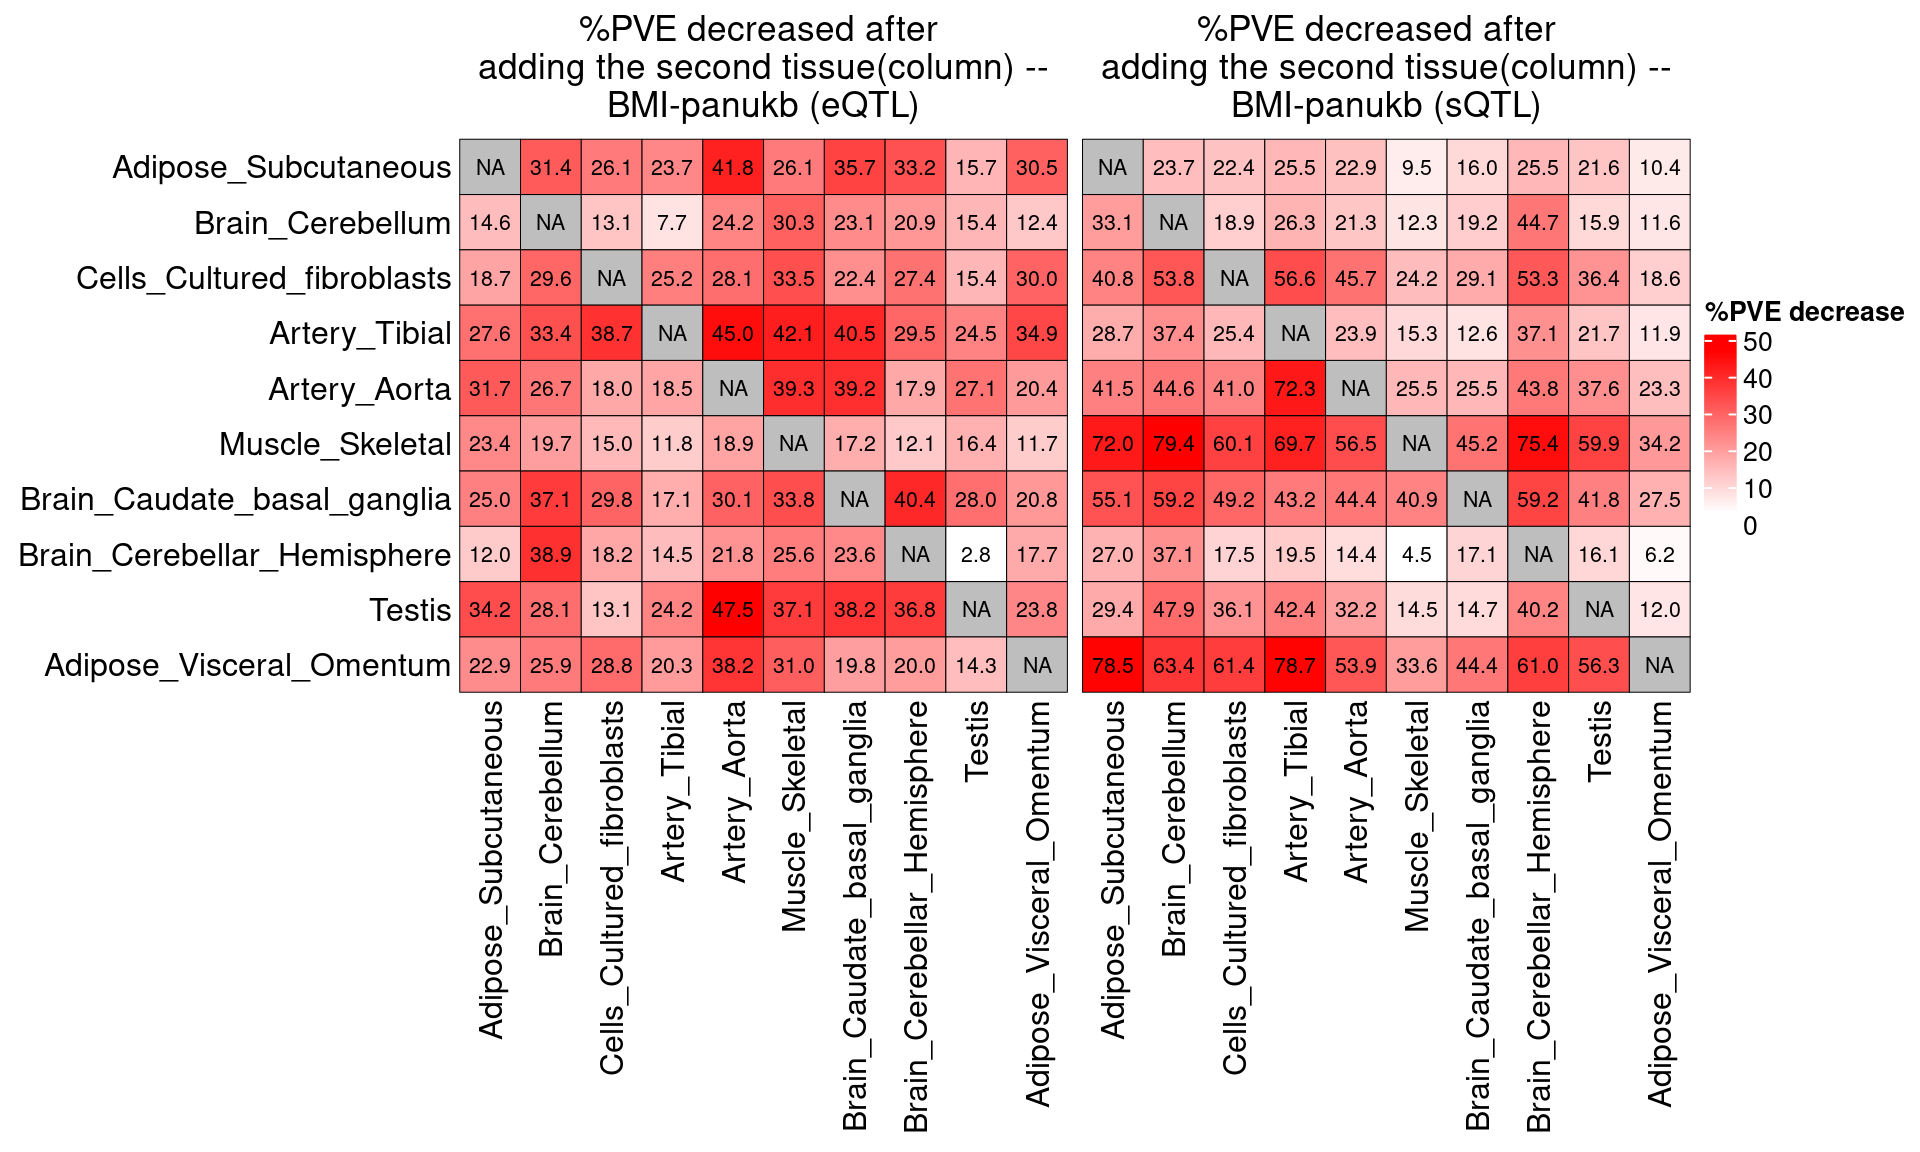 %PVE decreased after
adding the second tissue(column) --
BMI-panukb (eQTL)
%PVE decreased after
adding the second tissue(column) --
BMI-panukb (sQTL)
Adipose_Subcutaneous NA 31.4 26.1 23.7 41.8 26.1 35.7 33.2 15.7 30.5 NA 23.7 22.4 25.5 22.9 9.5 16.0 25.5 21.6 10.4
Brain_Cerebellum 14.6 NA 13.1 7.7 24.2 30.3 23.1 20.9 15.4 12.4 33.1 NA 18.9 26.3 21.3 12.3 19.2 44.7 15.9 11.6
Cells_Cultured_fibroblasts 18.7 29.6 NA 25.2 28.1 33.5 22.4 27.4 15.4 30.0 40.8 53.8 NA 56.6 45.7 24.2 29.1 53.3 36.4 18.6
Artery_Tibial 27.6 33.4 38.7 NA 45.0 42.1 40.5 29.5 24.5 34.9 28.7 37.4 25.4 NA 23.9 15.3 12.6 37.1 21.7 11.9
Artery_Aorta 31.7 26.7 18.0 18.5 NA 39.3 39.2 17.9 27.1 20.4 41.5 44.6 41.0 72.3 NA 25.5 25.5 43.8 37.6 23.3
Muscle_Skeletal 23.4 19.7 15.0 11.8 18.9 NA 17.2 12.1 16.4 11.7 72.0 79.4 60.1 69.7 56.5 NA 45.2 75.4 59.9 34.2
Brain_Caudate_basal_ganglia 25.0 37.1 29.8 17.1 30.1 33.8 NA 40.4 28.0 20.8 55.1 59.2 49.2 43.2 44.4 40.9 NA 59.2 41.8 27.5
Brain_Cerebellar_Hemisphere 12.0 38.9 18.2 14.5 21.8 25.6 23.6 NA 2.8 17.7 27.0 37.1 17.5 19.5 14.4 4.5 17.1 NA 16.1 6.2
Testis 34.2 28.1 13.1 24.2 47.5 37.1 38.2 36.8 NA 23.8 29.4 47.9 36.1 42.4 32.2 14.5 14.7 40.2 NA 12.0
Adipose_Visceral_Omentum 22.9 25.9 28.8 20.3 38.2 31.0 19.8 20.0 14.3 NA 78.5 63.4 61.4 78.7 53.9 33.6 44.4 61.0 56.3 NA
Adipose_Subcutaneous
Brain_Cerebellum
Cells_Cultured_fibroblasts
Artery_Tibial
Artery_Aorta
Muscle_Skeletal
Brain_Caudate_basal_ganglia
Brain_Cerebellar_Hemisphere
Testis
Adipose_Visceral_Omentum
Adipose_Subcutaneous
Brain_Cerebellum
Cells_Cultured_fibroblasts
Artery_Tibial
Artery_Aorta
Muscle_Skeletal
Brain_Caudate_basal_ganglia
Brain_Cerebellar_Hemisphere
Testis
Adipose_Visceral_Omentum
%PVE decrease
50
40
30
20
10
0